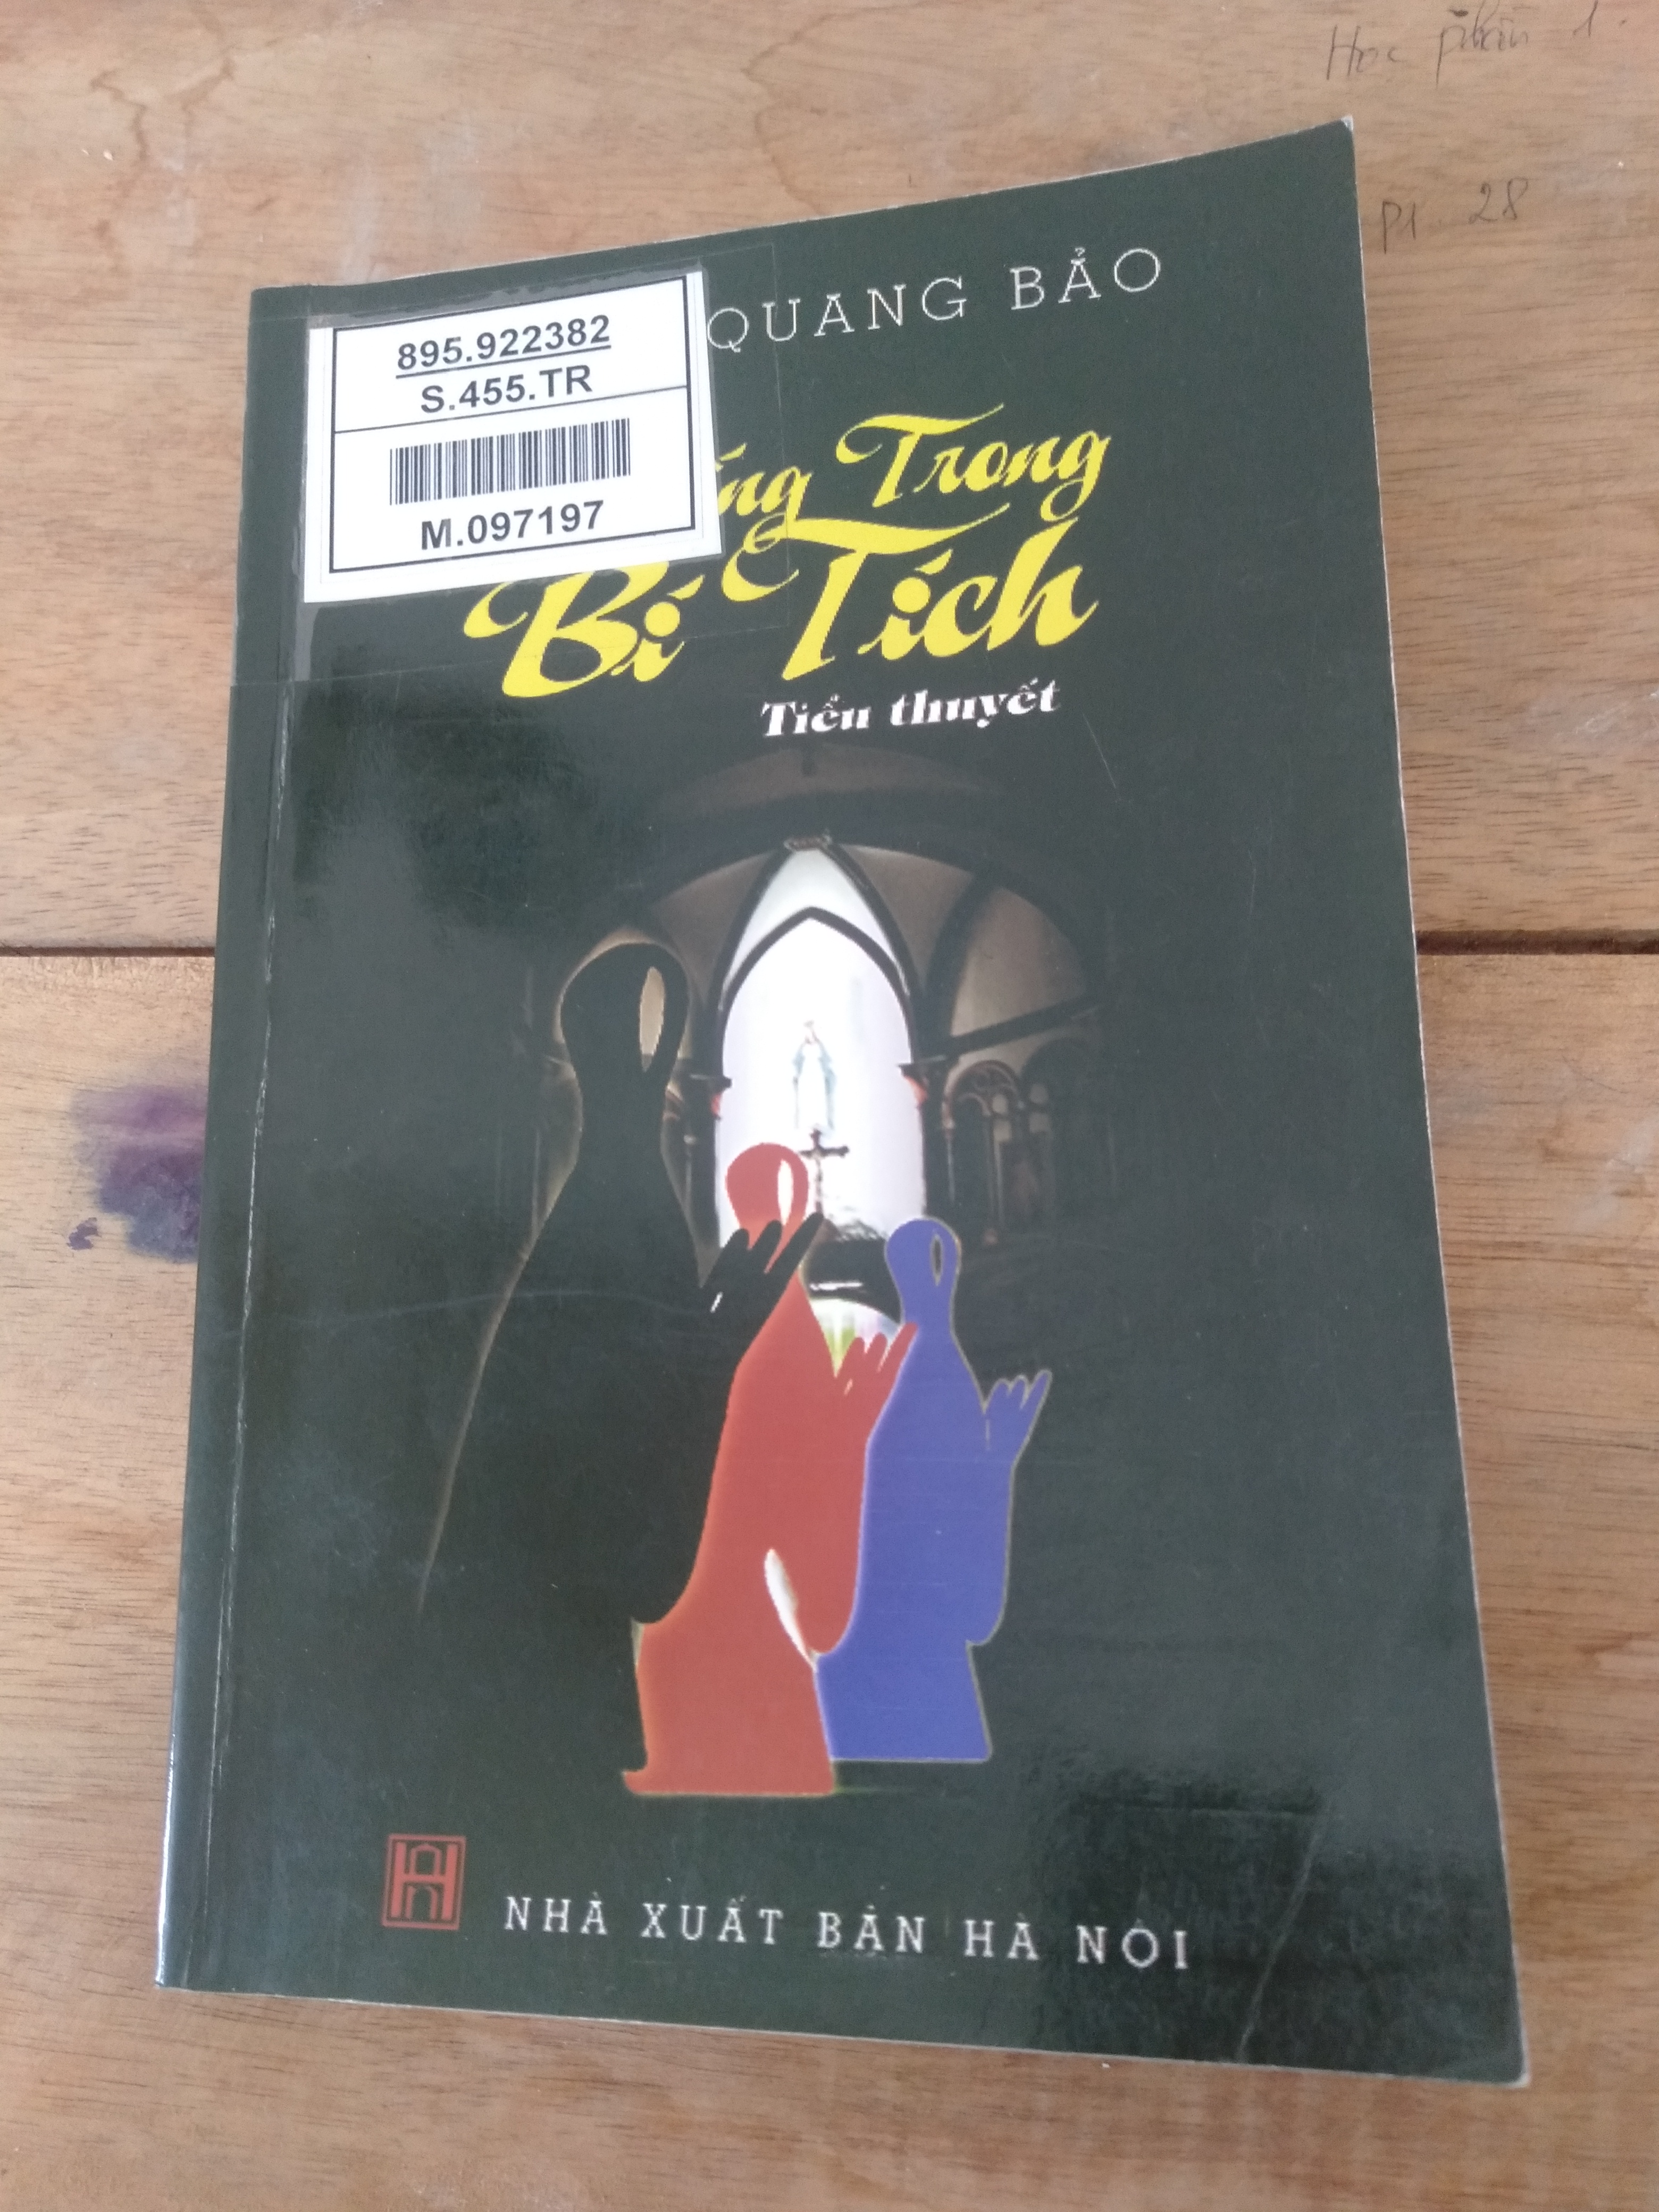 Học phần 1.
P1. 28
QUANG BẢO
895.922382
S.455.TR
M.097197
Trong
Bí Tích
Tiểu thuyết
NHÀ XUẤT BẢN HÀ NỘI